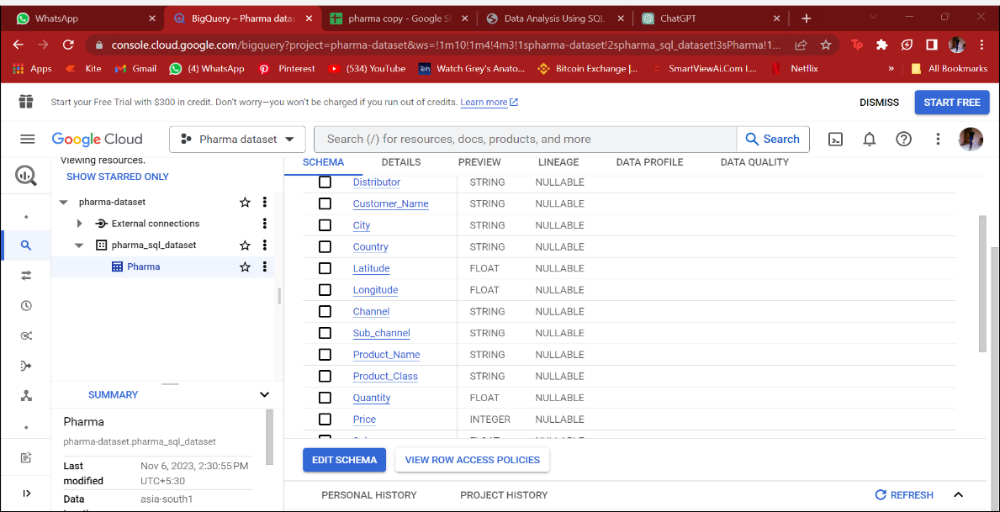 WhatsApp
BigQuery – Pharma datas
pharma copy - Google Sh
Data Analysis Using SQL
ChatGPT
console.cloud.google.com/bigquery?project=pharma-dataset&ws=!1m10!1m4!4m3!1spharma-dataset!2spharma_sql_dataset!3sPharma!1...
Apps Kite Gmail (4) WhatsApp Pinterest (534) YouTube Watch Grey's Anato... Bitcoin Exchange |... SmartViewAi.Com L... Netflix » All Bookmarks
Start your Free Trial with $300 in credit. Don't worry—you won't be charged if you run out of credits. Learn more DISMISS START FREE
Google Cloud Pharma dataset Search (/) for resources, docs, products, and more Search
Viewing resources.
SHOW STARRED ONLY
pharma-dataset
External connections
pharma_sql_dataset
Pharma
SUMMARY
Pharma
pharma-dataset.pharma_sql_dataset
Last modified Nov 6, 2023, 2:30:55 PM UTC+5:30
Data asia-south1
SCHEMA DETAILS PREVIEW LINEAGE DATA PROFILE DATA QUALITY
Distributor STRING NULLABLE
Customer_Name STRING NULLABLE
City STRING NULLABLE
Country STRING NULLABLE
Latitude FLOAT NULLABLE
Longitude FLOAT NULLABLE
Channel STRING NULLABLE
Sub_channel STRING NULLABLE
Product_Name STRING NULLABLE
Product_Class STRING NULLABLE
Quantity FLOAT NULLABLE
Price INTEGER NULLABLE
EDIT SCHEMA VIEW ROW ACCESS POLICIES
PERSONAL HISTORY PROJECT HISTORY REFRESH